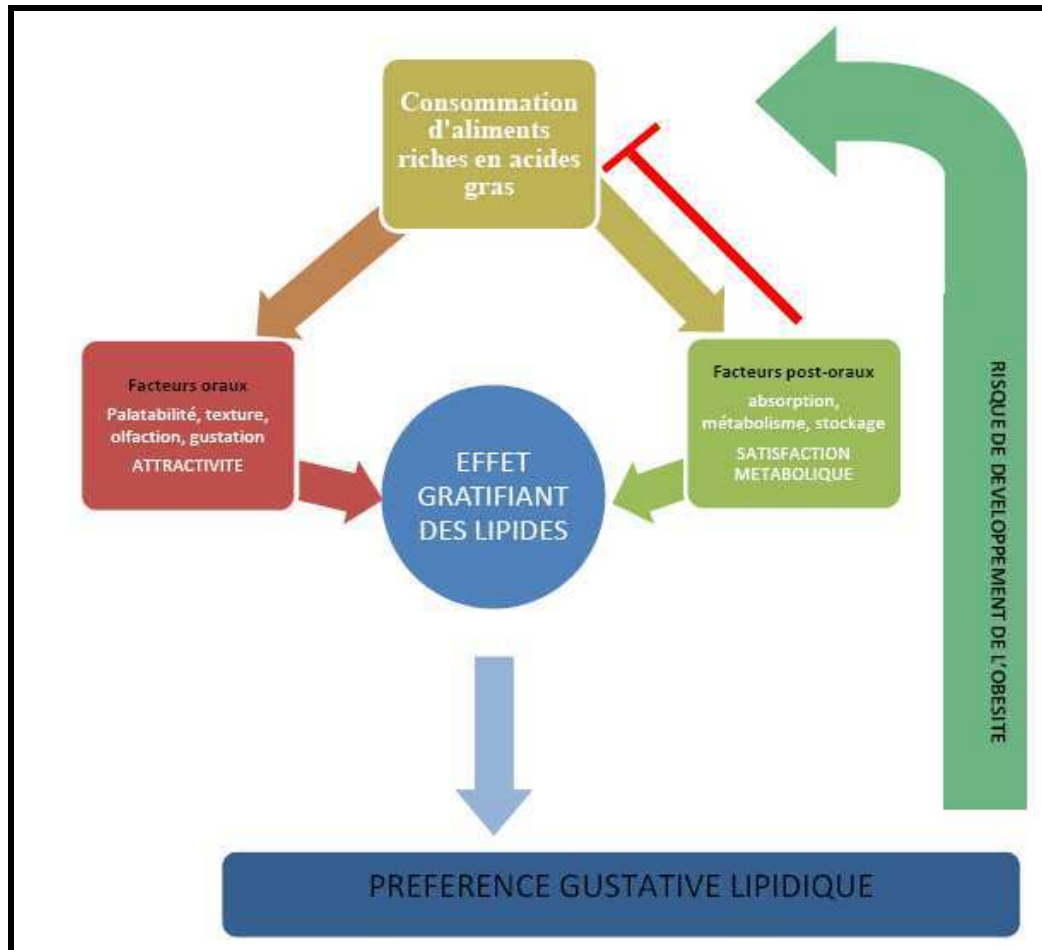 Consommation
d'aliments
riches en acides
gras
Facteurs oraux
Palatabilité, texture,
olfaction, gustation
ATTRACTIVITE
Facteurs post-oraux
absorption,
métabolisme, stockage
SATISFACTION
METABOLIQUE
EFFET
GRATIFIANT
DES LIPIDES
RISQUE DE DEVELOPPEMENT DE L'OBESITE
PREFERENCE GUSTATIVE LIPIDIQUE